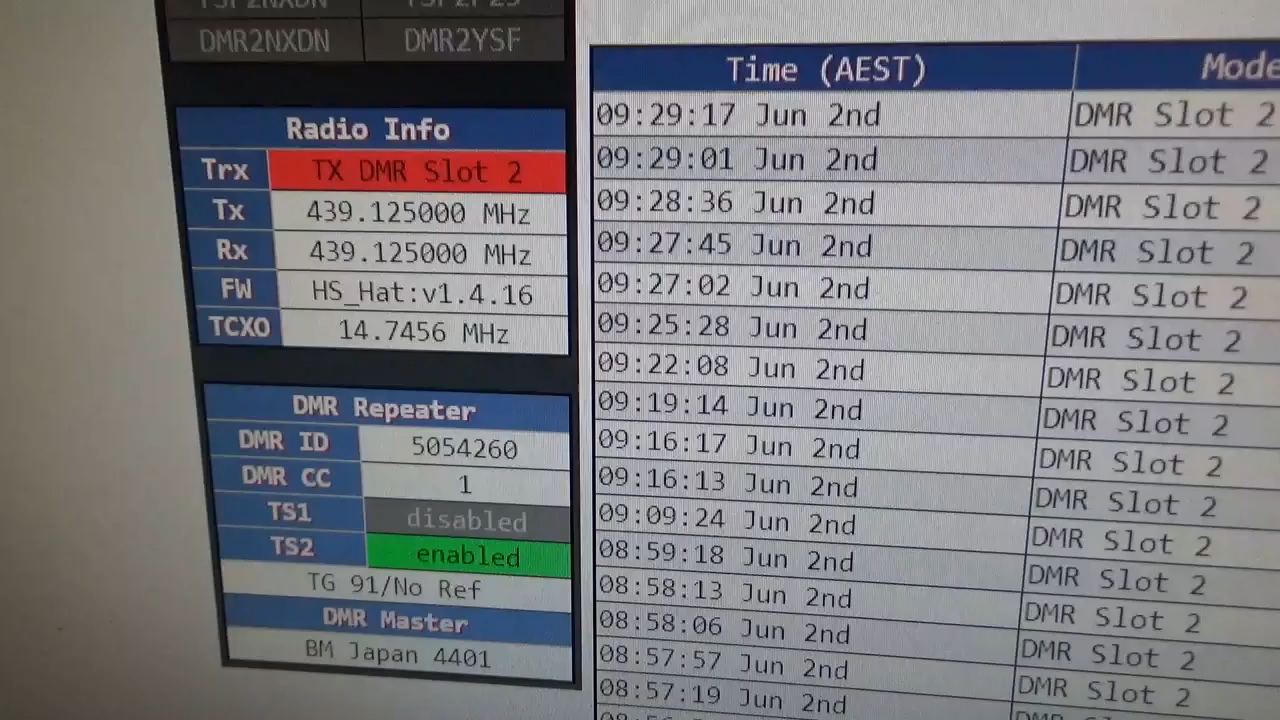 YSF2NXDN YSF2P25
DMR2NXDN DMR2YSF
Radio Info
Trx TX DMR Slot 2
Tx 439.125000 MHz
Rx 439.125000 MHz
FW HS_Hat:v1.4.16
TCXO 14.7456 MHz
DMR Repeater
DMR ID 5054260
DMR CC 1
TS1 disabled
TS2 enabled
TG 91/No Ref
DMR Master
BM Japan 4401
Time (AEST) Mode
09:29:17 Jun 2nd DMR Slot 2
09:29:01 Jun 2nd DMR Slot 2
09:28:36 Jun 2nd DMR Slot 2
09:27:45 Jun 2nd DMR Slot 2
09:27:02 Jun 2nd DMR Slot 2
09:25:28 Jun 2nd DMR Slot 2
09:22:08 Jun 2nd DMR Slot 2
09:19:14 Jun 2nd DMR Slot 2
09:16:17 Jun 2nd DMR Slot 2
09:16:13 Jun 2nd DMR Slot 2
09:09:24 Jun 2nd DMR Slot 2
08:59:18 Jun 2nd DMR Slot 2
08:58:13 Jun 2nd DMR Slot 2
08:58:06 Jun 2nd DMR Slot 2
08:57:57 Jun 2nd DMR Slot 2
08:57:19 Jun 2nd